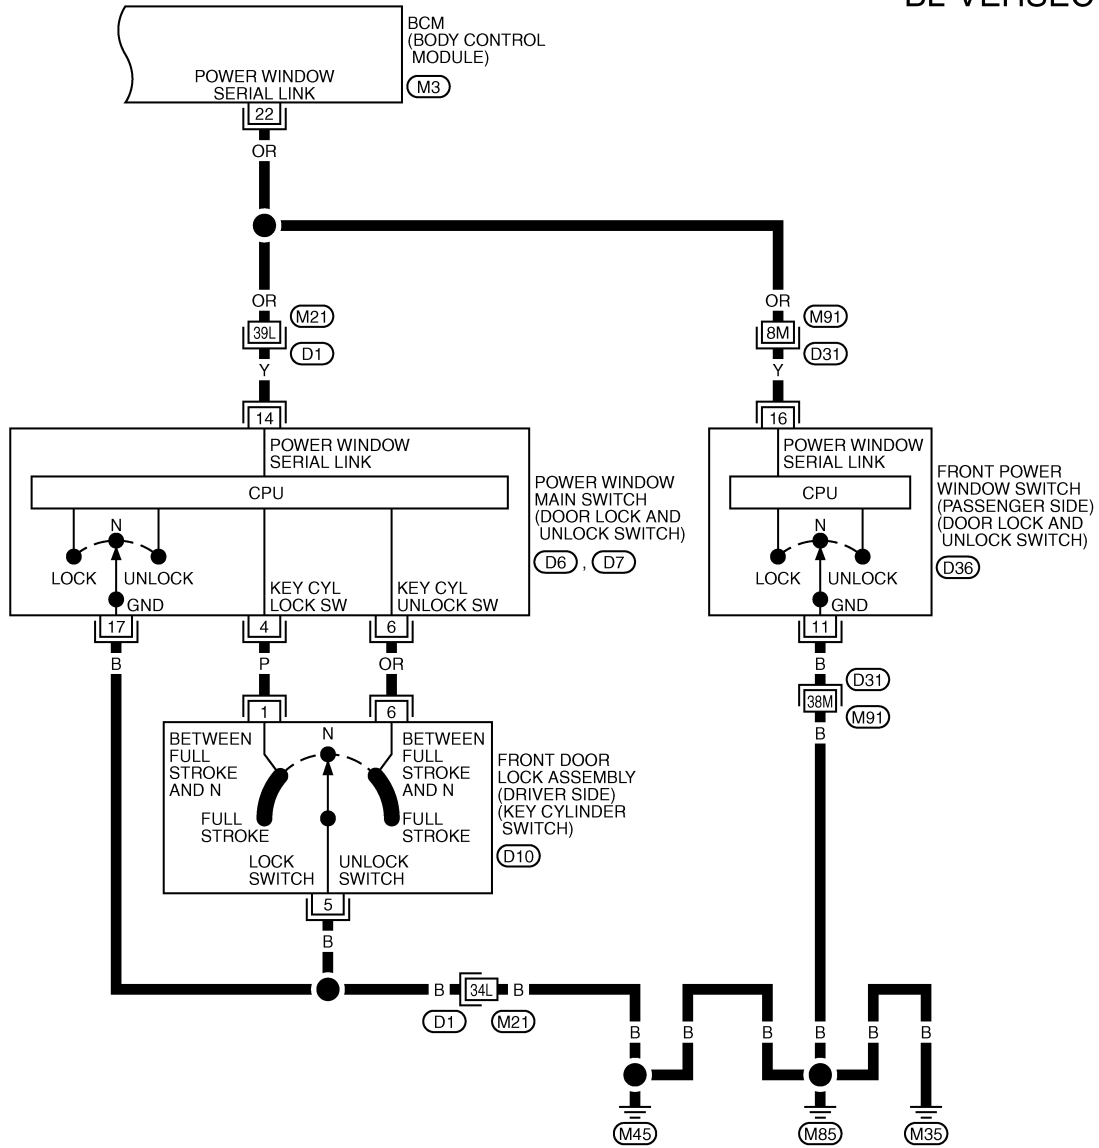 BCM
(BODY CONTROL
MODULE)
M3
POWER WINDOW
SERIAL LINK
22
OR
OR
M21
39L
D1
Y
14
OR
M91
8M
D31
Y
16
POWER WINDOW
SERIAL LINK
CPU
N
LOCK
UNLOCK
GND
KEY CYL
LOCK SW
KEY CYL
UNLOCK SW
17
4
6
POWER WINDOW
MAIN SWITCH
(DOOR LOCK AND
UNLOCK SWITCH)
D6 , D7
POWER WINDOW
SERIAL LINK
CPU
N
LOCK
UNLOCK
GND
11
FRONT POWER
WINDOW SWITCH
(PASSENGER SIDE)
(DOOR LOCK AND
UNLOCK SWITCH)
D36
B
P
OR
B
D31
38M
M91
B
1
6
N
BETWEEN
FULL
STROKE
AND N
BETWEEN
FULL
STROKE
AND N
FULL
STROKE
FULL
STROKE
LOCK
SWITCH
UNLOCK
SWITCH
FRONT DOOR
LOCK ASSEMBLY
(DRIVER SIDE)
(KEY CYLINDER
SWITCH)
D10
5
B
B
34L
B
D1
M21
B
B
B
B
B
B
M45
M85
M35